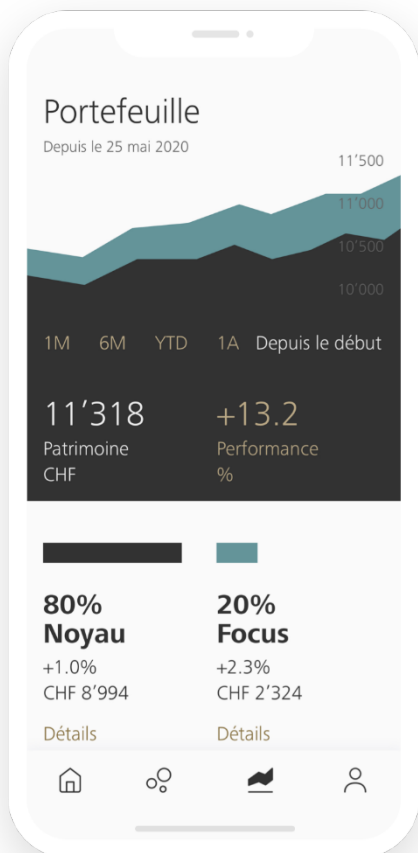 Portefeuille
Depuis le 25 mai 2020
11’500
11’000
10’500
10’000
1M 6M YTD 1A Depuis le début
11’318 +13.2
Patrimoine Performance
CHF %
80% 20%
Noyau Focus
+1.0% +2.3%
CHF 8’994 CHF 2’324
Détails Détails